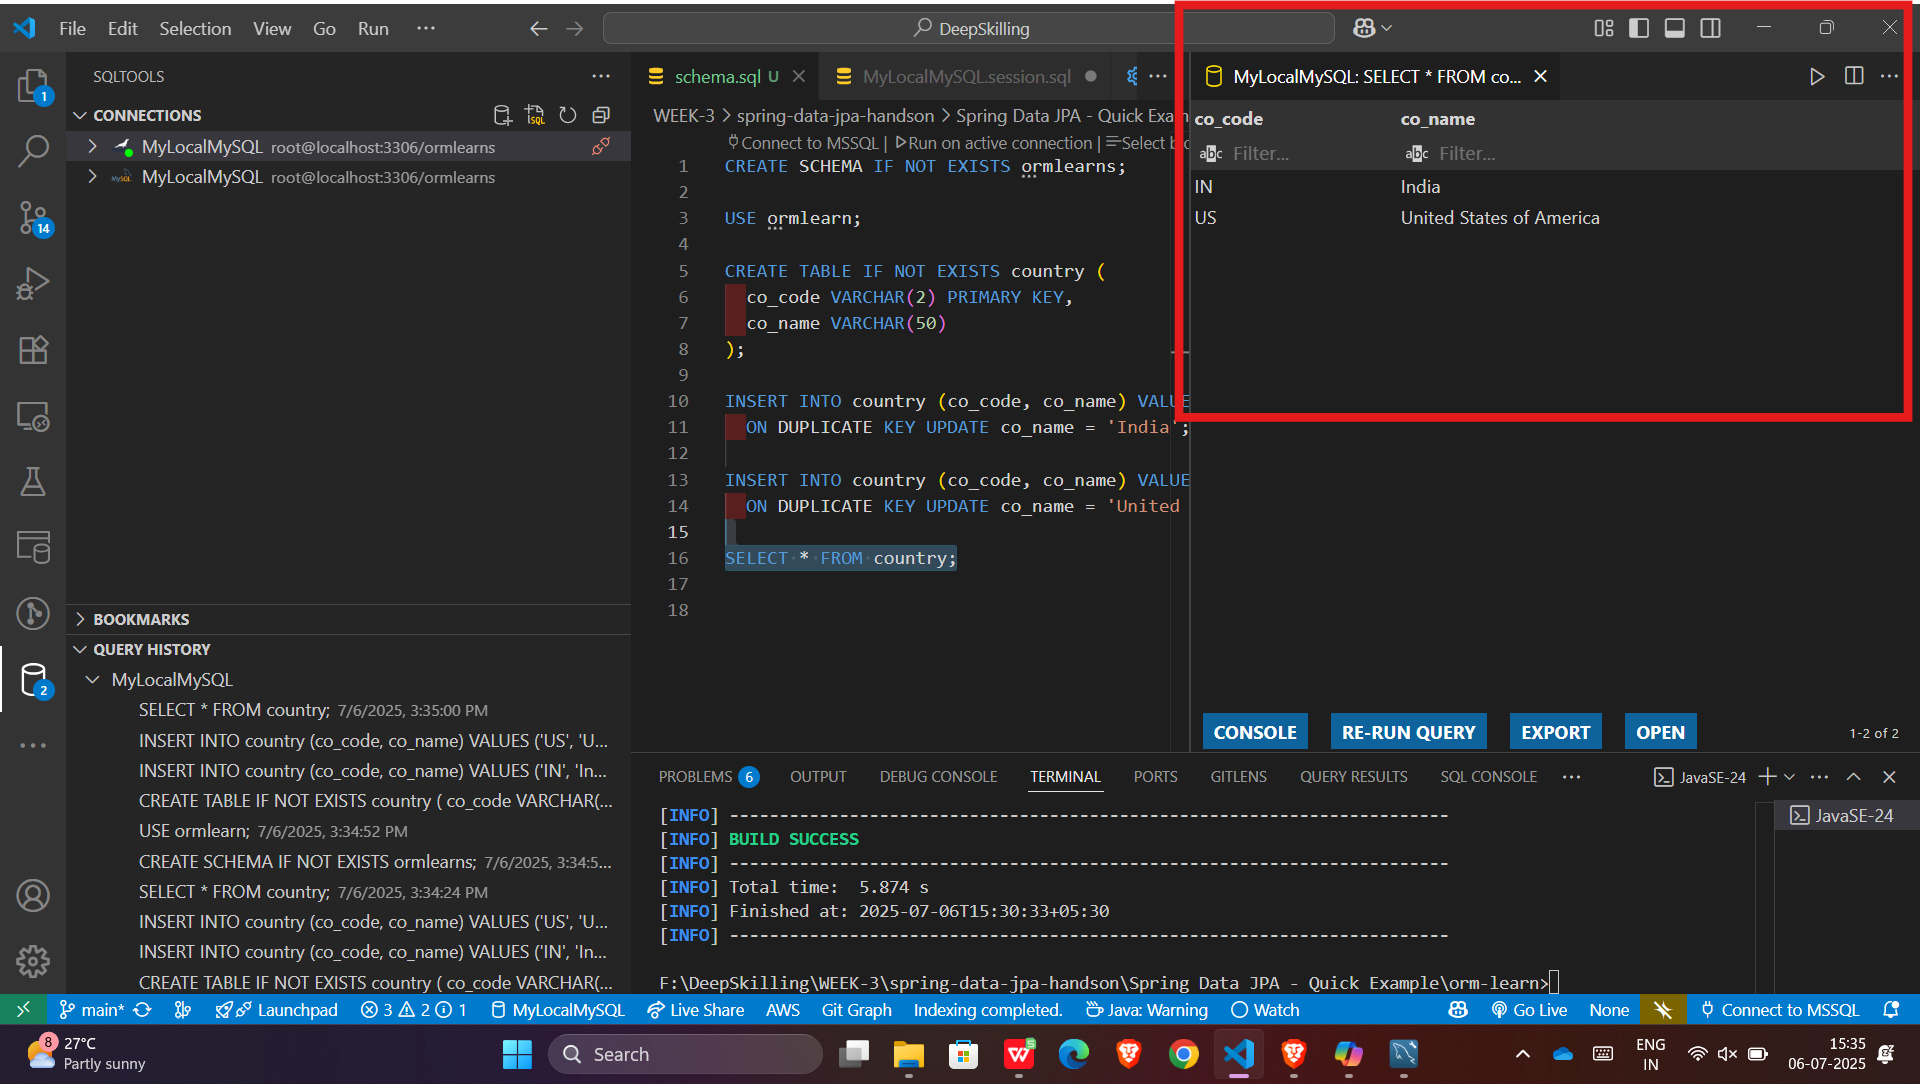 File Edit Selection View Go Run ···
DeepSkilling
SQLTOOLS
CONNECTIONS
MyLocalMySQL root@localhost:3306/ormlearns
MyLocalMySQL root@localhost:3306/ormlearns
BOOKMARKS
QUERY HISTORY
MyLocalMySQL
SELECT * FROM country; 7/6/2025, 3:35:00 PM
INSERT INTO country (co_code, co_name) VALUES ('US', 'U...
INSERT INTO country (co_code, co_name) VALUES ('IN', 'In...
CREATE TABLE IF NOT EXISTS country ( co_code VARCHAR(...
USE ormlearn; 7/6/2025, 3:34:52 PM
CREATE SCHEMA IF NOT EXISTS ormlearns; 7/6/2025, 3:34:5...
SELECT * FROM country; 7/6/2025, 3:34:24 PM
INSERT INTO country (co_code, co_name) VALUES ('US', 'U...
INSERT INTO country (co_code, co_name) VALUES ('IN', 'In...
CREATE TABLE IF NOT EXISTS country ( co_code VARCHAR(...
1
14
2
schema.sql U
MyLocalMySQL.session.sql
WEEK-3 > spring-data-jpa-handson > Spring Data JPA - Quick Exam
Connect to MSSQL | Run on active connection | Select b
1 CREATE SCHEMA IF NOT EXISTS ormlearns;
2
3 USE ormlearn;
4
5 CREATE TABLE IF NOT EXISTS country (
6 co_code VARCHAR(2) PRIMARY KEY,
7 co_name VARCHAR(50)
8 );
9
10 INSERT INTO country (co_code, co_name) VALUE
11 ON DUPLICATE KEY UPDATE co_name = 'India';
12
13 INSERT INTO country (co_code, co_name) VALUE
14 ON DUPLICATE KEY UPDATE co_name = 'United
15
16 SELECT * FROM country;
17
18
MyLocalMySQL: SELECT * FROM co...
co_code co_name
abc Filter... abc Filter...
IN India
US United States of America
CONSOLE RE-RUN QUERY EXPORT OPEN 1-2 of 2
PROBLEMS 6 OUTPUT DEBUG CONSOLE TERMINAL PORTS GITLENS QUERY RESULTS SQL CONSOLE ··· JavaSE-24
JavaSE-24
[INFO] ------------------------------------------------------------------------
[INFO] BUILD SUCCESS
[INFO] ------------------------------------------------------------------------
[INFO] Total time:  5.874 s
[INFO] Finished at: 2025-07-06T15:30:33+05:30
[INFO] ------------------------------------------------------------------------
F:\DeepSkilling\WEEK-3\spring-data-jpa-handson\Spring Data JPA - Quick Example\orm-learn>
main* Launchpad 3 2 1 MyLocalMySQL Live Share AWS Git Graph Indexing completed. Java: Warning Watch Go Live None Connect to MSSQL
8
27°C
Partly sunny
Search
ENG
IN
15:35
06-07-2025